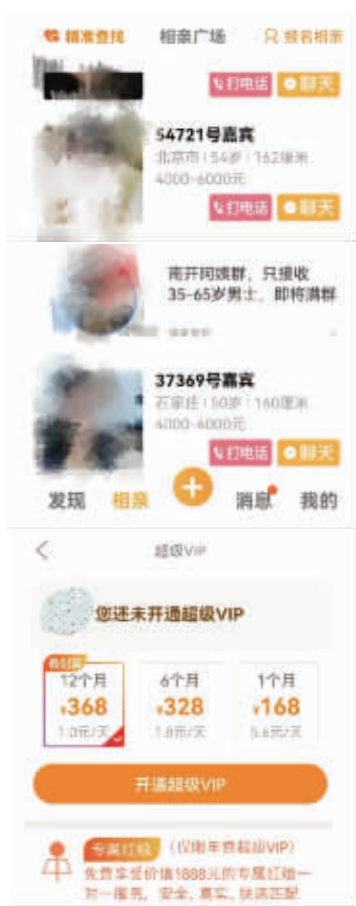 精准查找 相亲广场 报名相亲
打电话 聊天
54721号嘉宾
北京市 | 54岁 | 162厘米
4000-6000元
打电话 聊天
南开阿姨群，只接收
35-65岁男士，即将满群
37369号嘉宾
石家庄 | 50岁 | 160厘米
4000-6000元
打电话 聊天
发现 相亲 + 消息 我的
超级VIP
您还未开通超级VIP
12个月 6个月 1个月
¥368 ¥328 ¥168
1.0元/天 1.8元/天 5.6元/天
开通超级VIP
专属红娘 (仅限年费超级VIP)
免费享受价值1888元的专属红娘一
对一服务，安全、真实、快速匹配